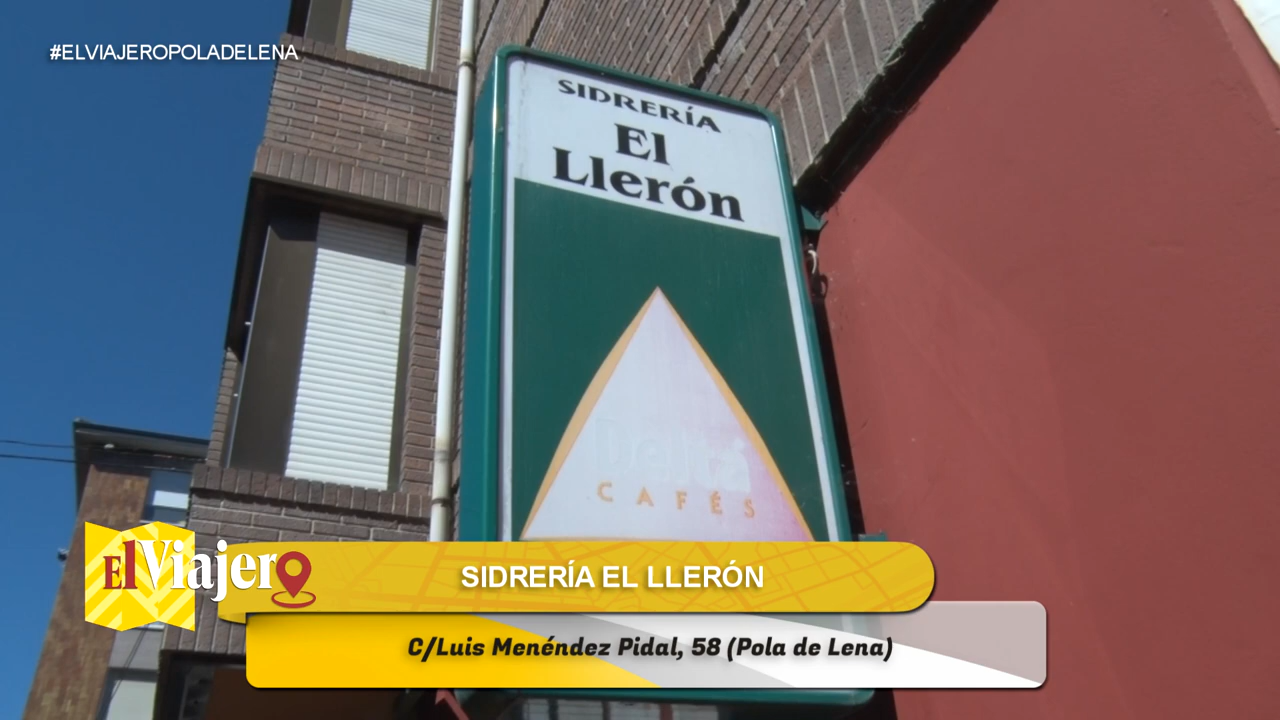 #ELVIAJEROPOLADELENA
SIDRERÍA
El
Llerón
CAFÉS
El Viajero
SIDRERÍA EL LLERÓN
C/Luis Menéndez Pidal, 58 (Pola de Lena)